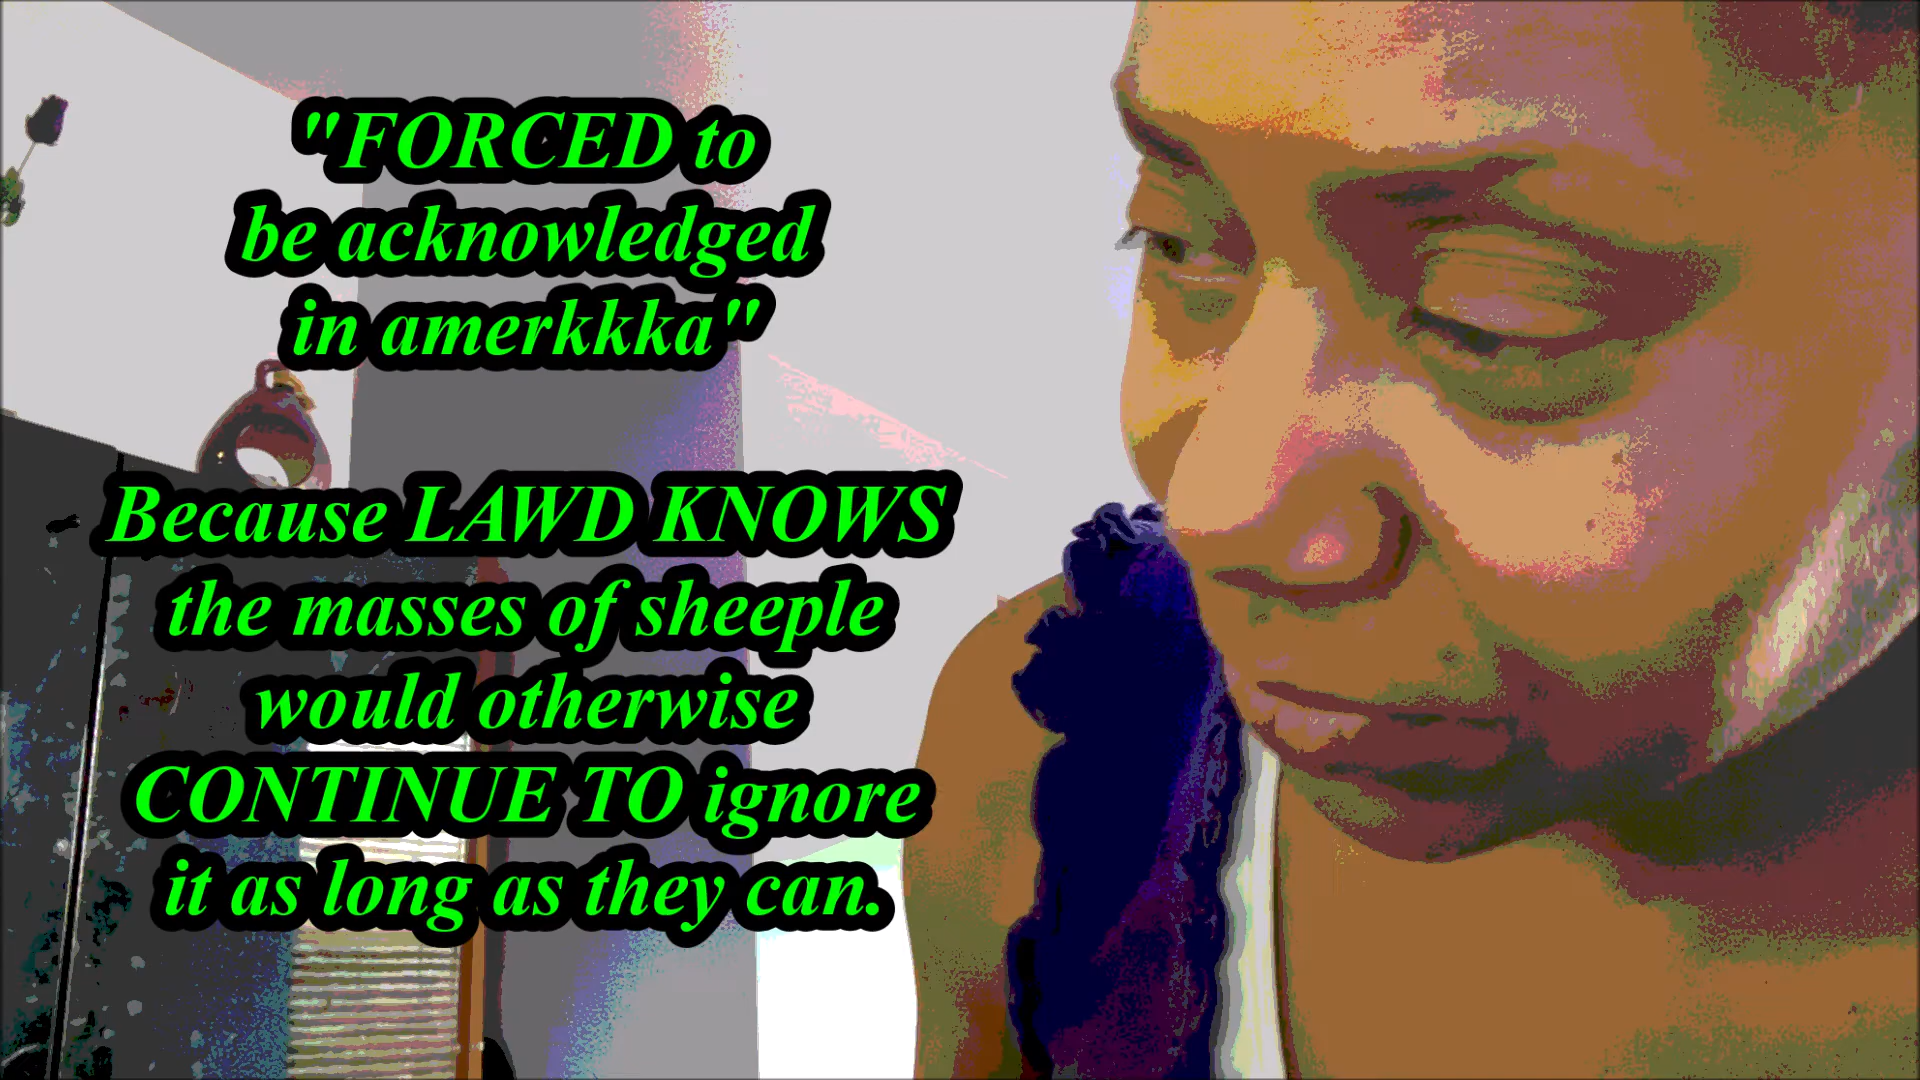 "FORCED to
be acknowledged
in amerkkka"
Because LAWD KNOWS
the masses of sheeple
would otherwise
CONTINUE TO ignore
it as long as they can.